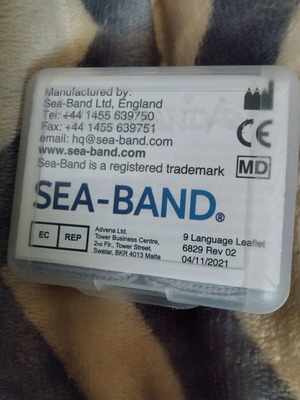 Manufactured by:
Sea-Band Ltd, England
Tel: +44 1455 639750
Fax: +44 1455 639751
email: hq@sea-band.com
www.sea-band.com
Sea-Band is a registered trademark
CE
MD
SEA-BAND®
EC REP
Advena Ltd.
Tower Business Centre,
2nd Flr., Tower Street,
Swatar, BKR 4013 Malta
9 Language Leaflet
6829 Rev 02
04/11/2021